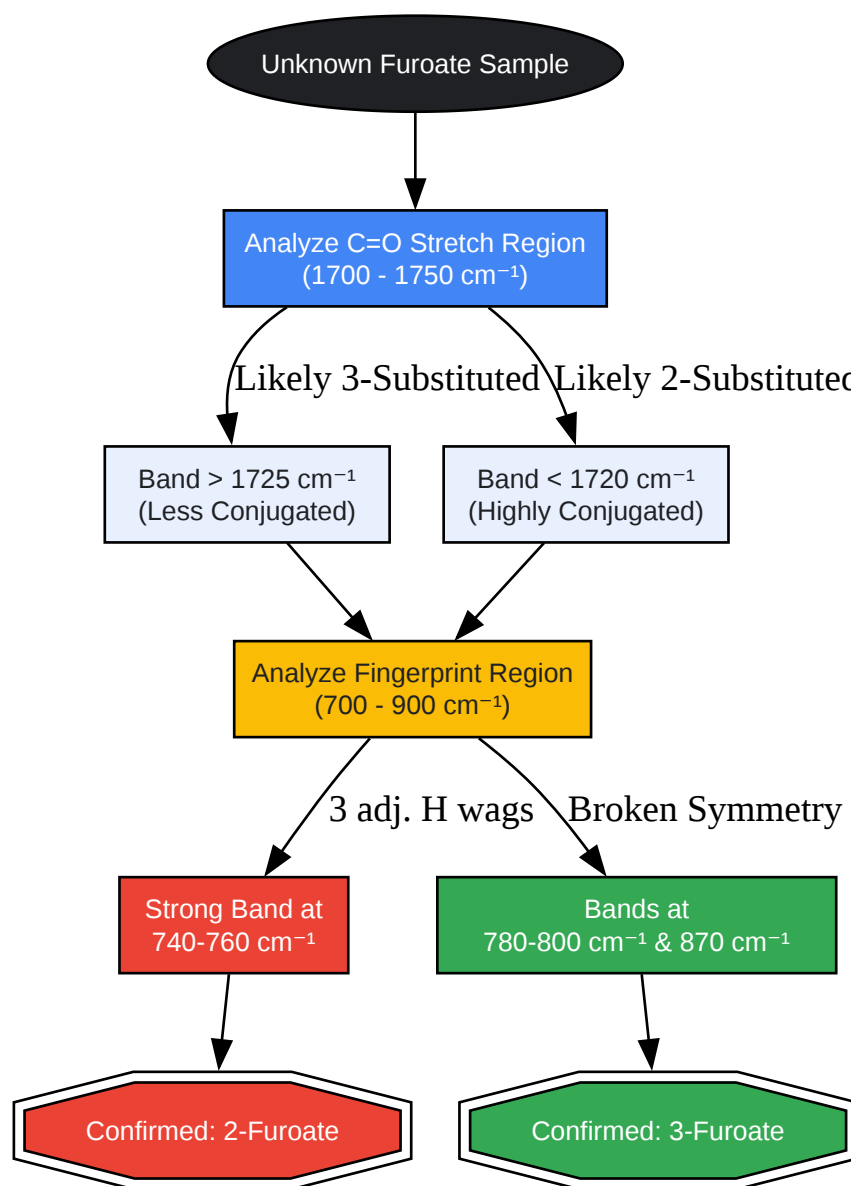 Unknown Furoate Sample
Analyze C=O Stretch Region
(1700 - 1750 cm⁻¹)
Likely 3-Substituted
Likely 2-Substituted
Band > 1725 cm⁻¹
(Less Conjugated)
Band < 1720 cm⁻¹
(Highly Conjugated)
Analyze Fingerprint Region
(700 - 900 cm⁻¹)
3 adj. H wags
Broken Symmetry
Strong Band at
740-760 cm⁻¹
Bands at
780-800 cm⁻¹ & 870 cm⁻¹
Confirmed: 2-Furoate
Confirmed: 3-Furoate